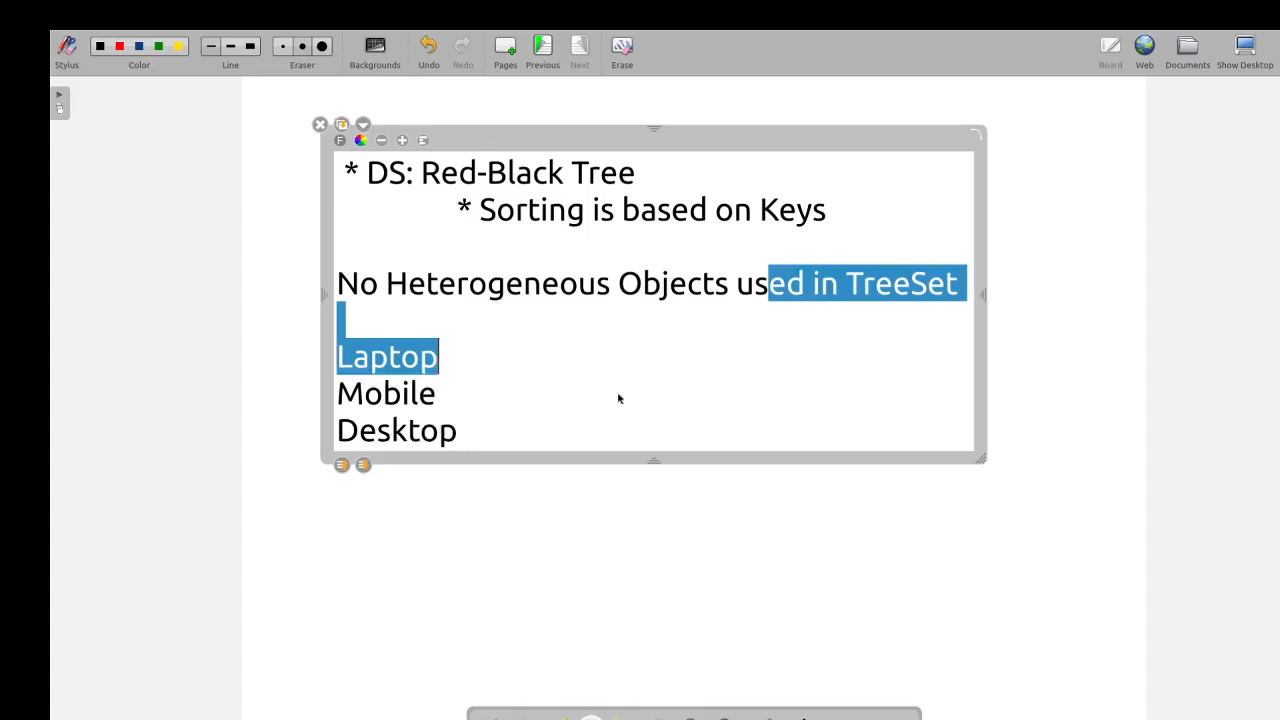 Stylus
Color
Line
Eraser
Backgrounds
Undo
Redo
Pages
Previous
Next
Erase
Board
Web
Documents
Show Desktop
F
* DS: Red-Black Tree
* Sorting is based on Keys
No Heterogeneous Objects used in TreeSet
Laptop
Mobile
Desktop